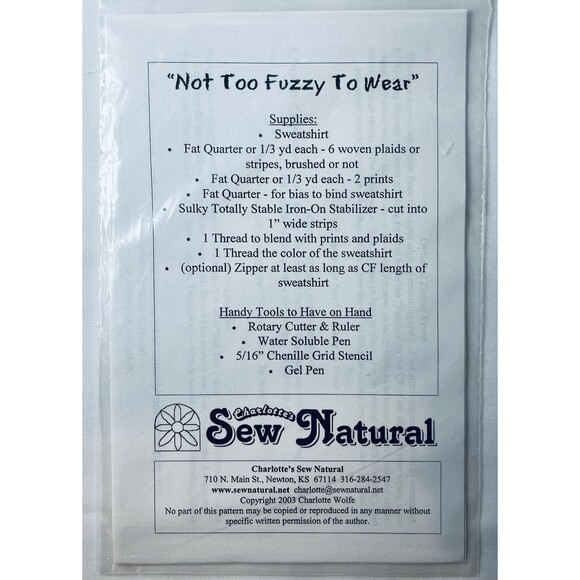 “Not Too Fuzzy To Wear”
Supplies:
• Sweatshirt
• Fat Quarter or 1/3 yd each - 6 woven plaids or
stripes, brushed or not
• Fat Quarter or 1/3 yd each - 2 prints
• Fat Quarter - for bias to bind sweatshirt
• Sulky Totally Stable Iron-On Stabilizer - cut into
1” wide strips
• 1 Thread to blend with prints and plaids
• 1 Thread the color of the sweatshirt
• (optional) Zipper at least as long as CF length of
sweatshirt
Handy Tools to Have on Hand
• Rotary Cutter & Ruler
• Water Soluble Pen
• 5/16” Chenille Grid Stencil
• Gel Pen
Charlotte's
Sew Natural
Charlotte’s Sew Natural
710 N. Main St., Newton, KS 67114 316-284-2547
www.sewnatural.net charlotte@sewnatural.net
Copyright 2003 Charlotte Wolfe
No part of this pattern may be copied or reproduced in any manner without
specific written permission of the author.